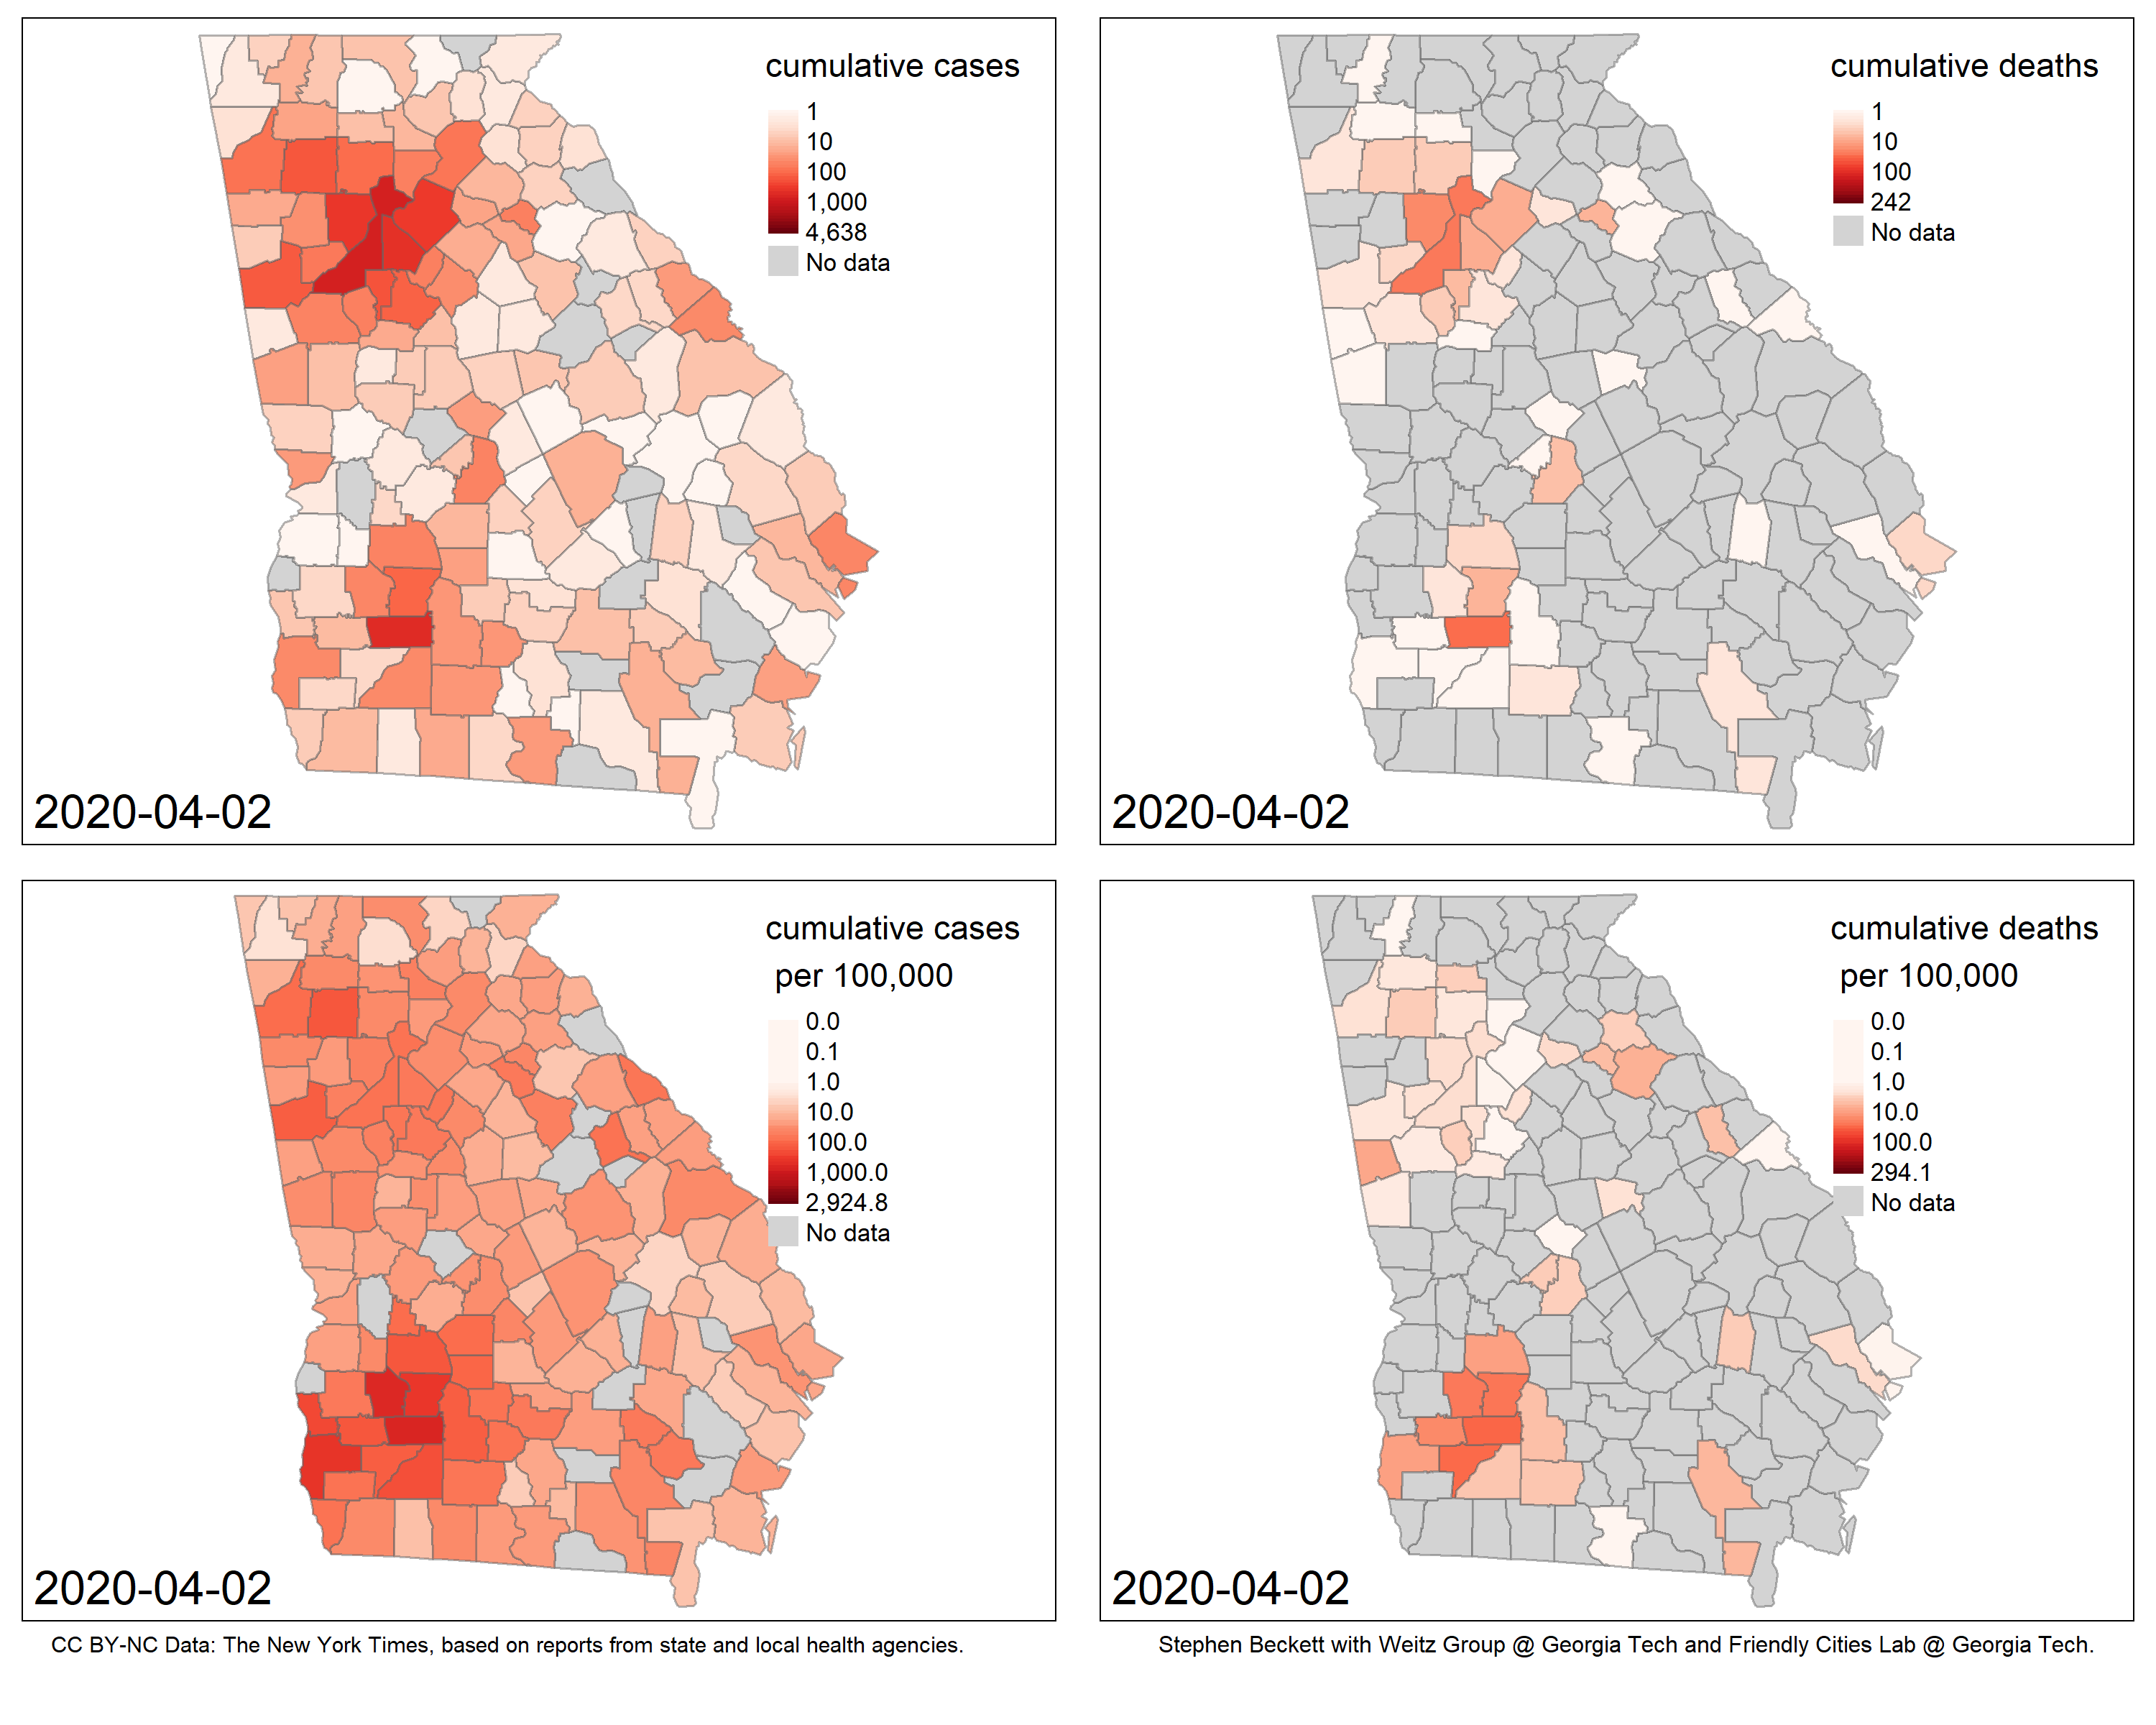 cumulative cases
1
10
100
1,000
4,638
No data
2020-04-02
cumulative deaths
1
10
100
242
No data
2020-04-02
cumulative cases
per 100,000
0.0
0.1
1.0
10.0
100.0
1,000.0
2,924.8
No data
2020-04-02
cumulative deaths
per 100,000
0.0
0.1
1.0
10.0
100.0
294.1
No data
2020-04-02
CC BY-NC Data: The New York Times, based on reports from state and local health agencies.
Stephen Beckett with Weitz Group @ Georgia Tech and Friendly Cities Lab @ Georgia Tech.